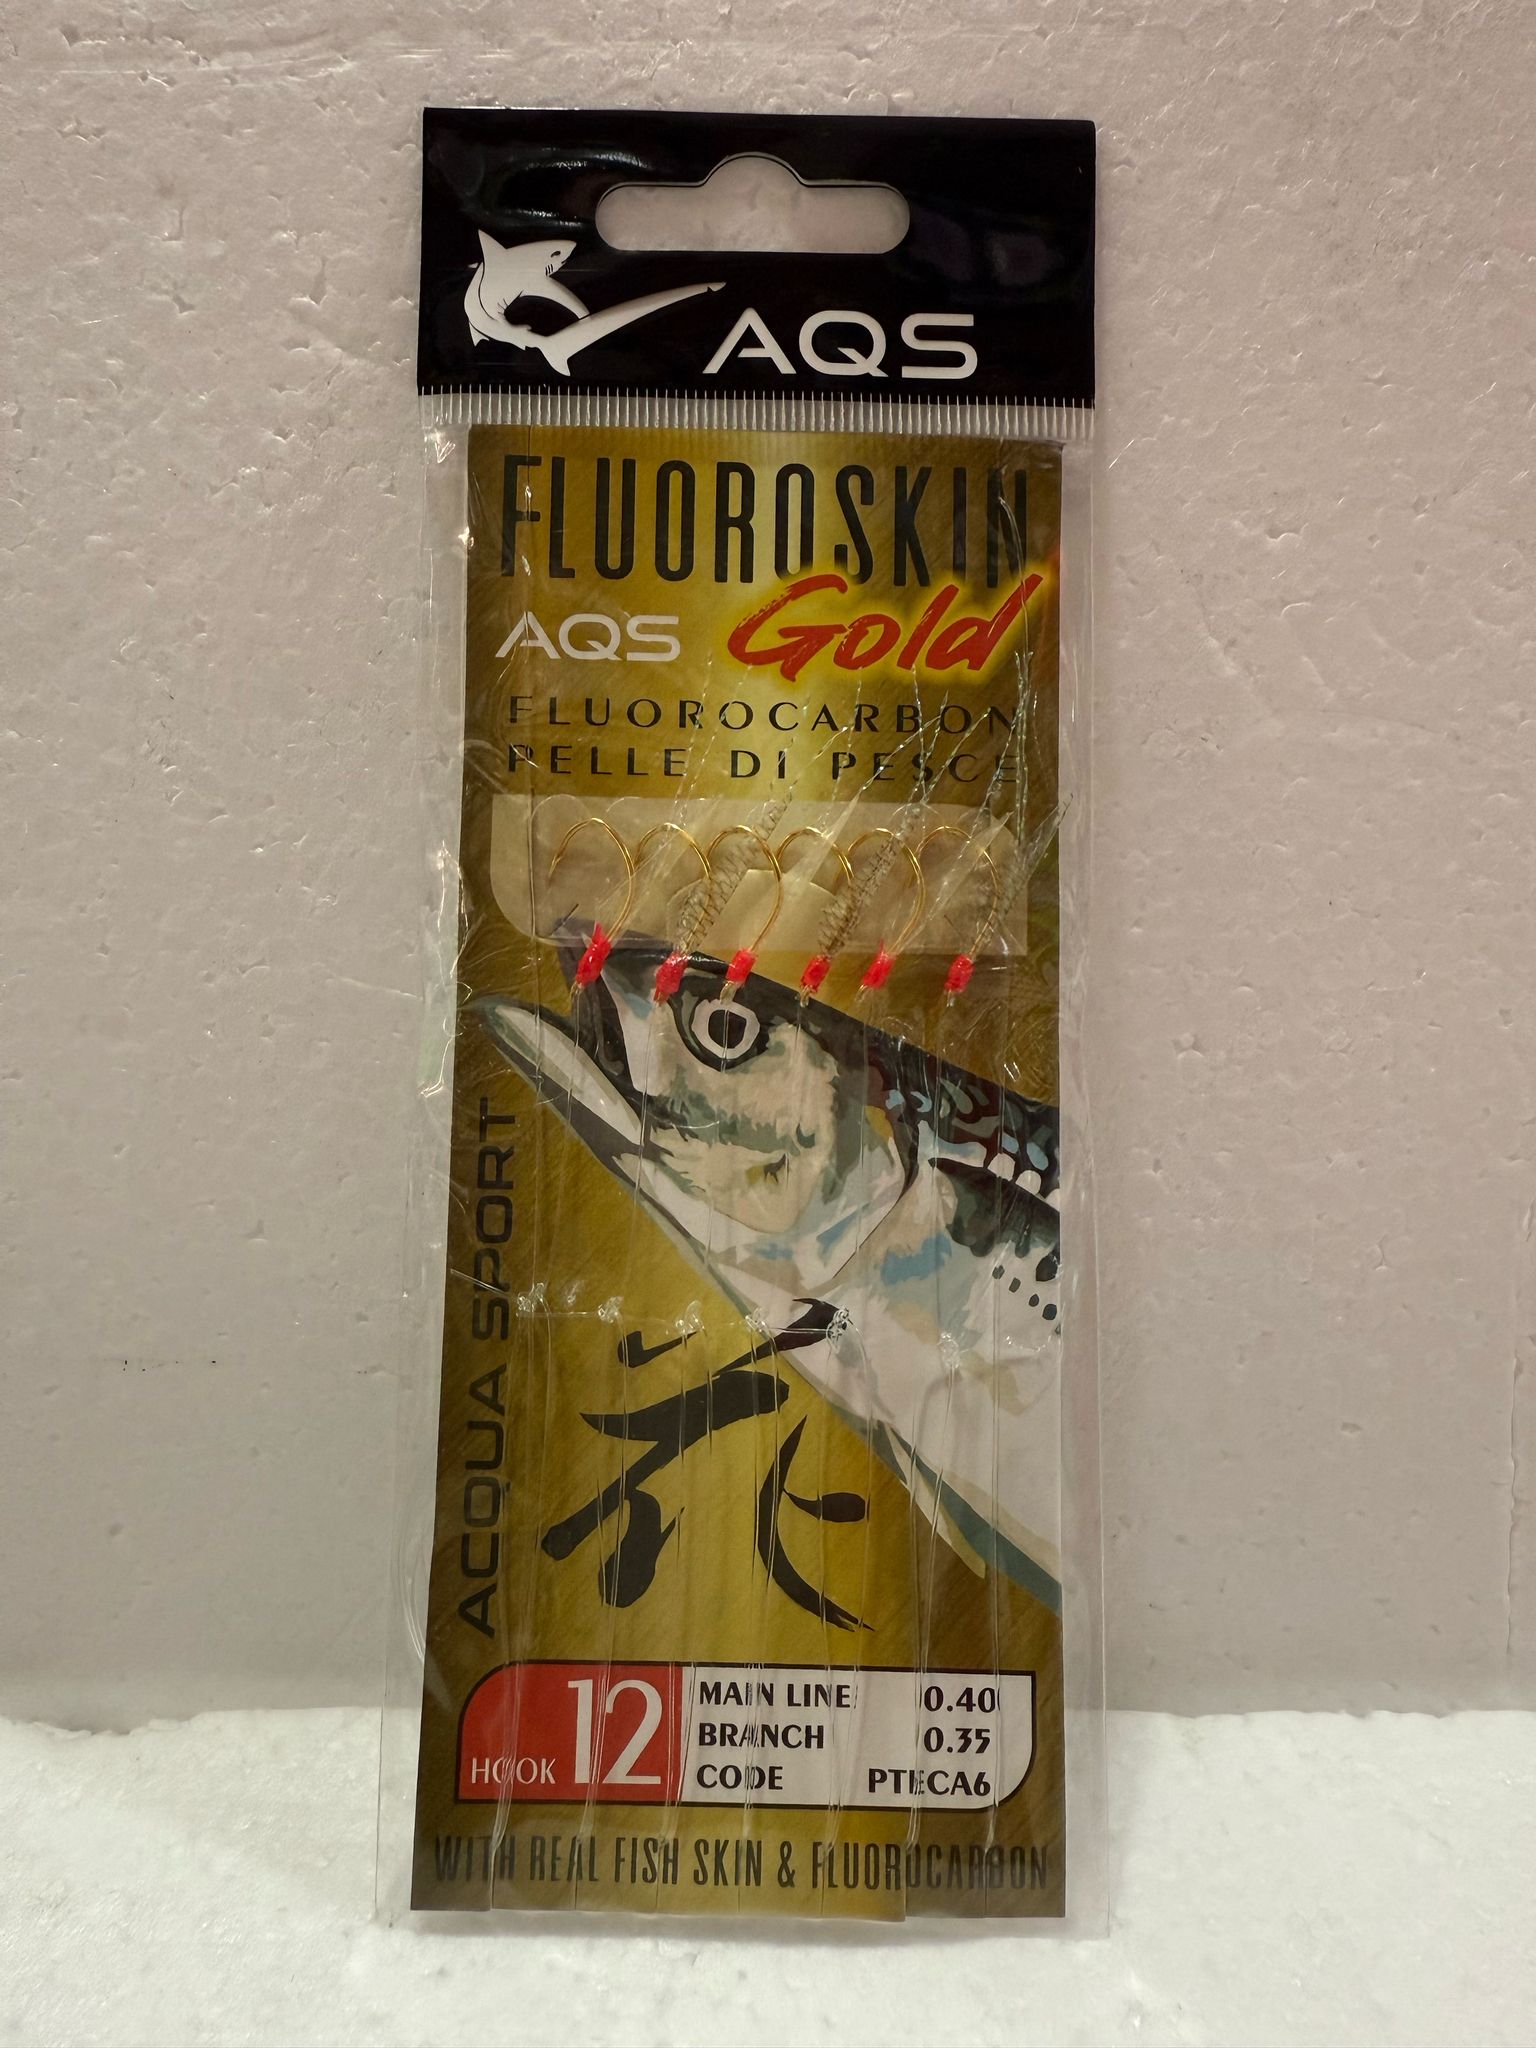 AQS
FLUOROSKIN
AQS Gold
FLUOROCARBON
PELLE DI PESCE
ACQUA SPORT
HOOK 12
MAIN LINE 0.40
BRANCH 0.35
CODE PTECA6
WITH REAL FISH SKIN & FLUOROCARBON